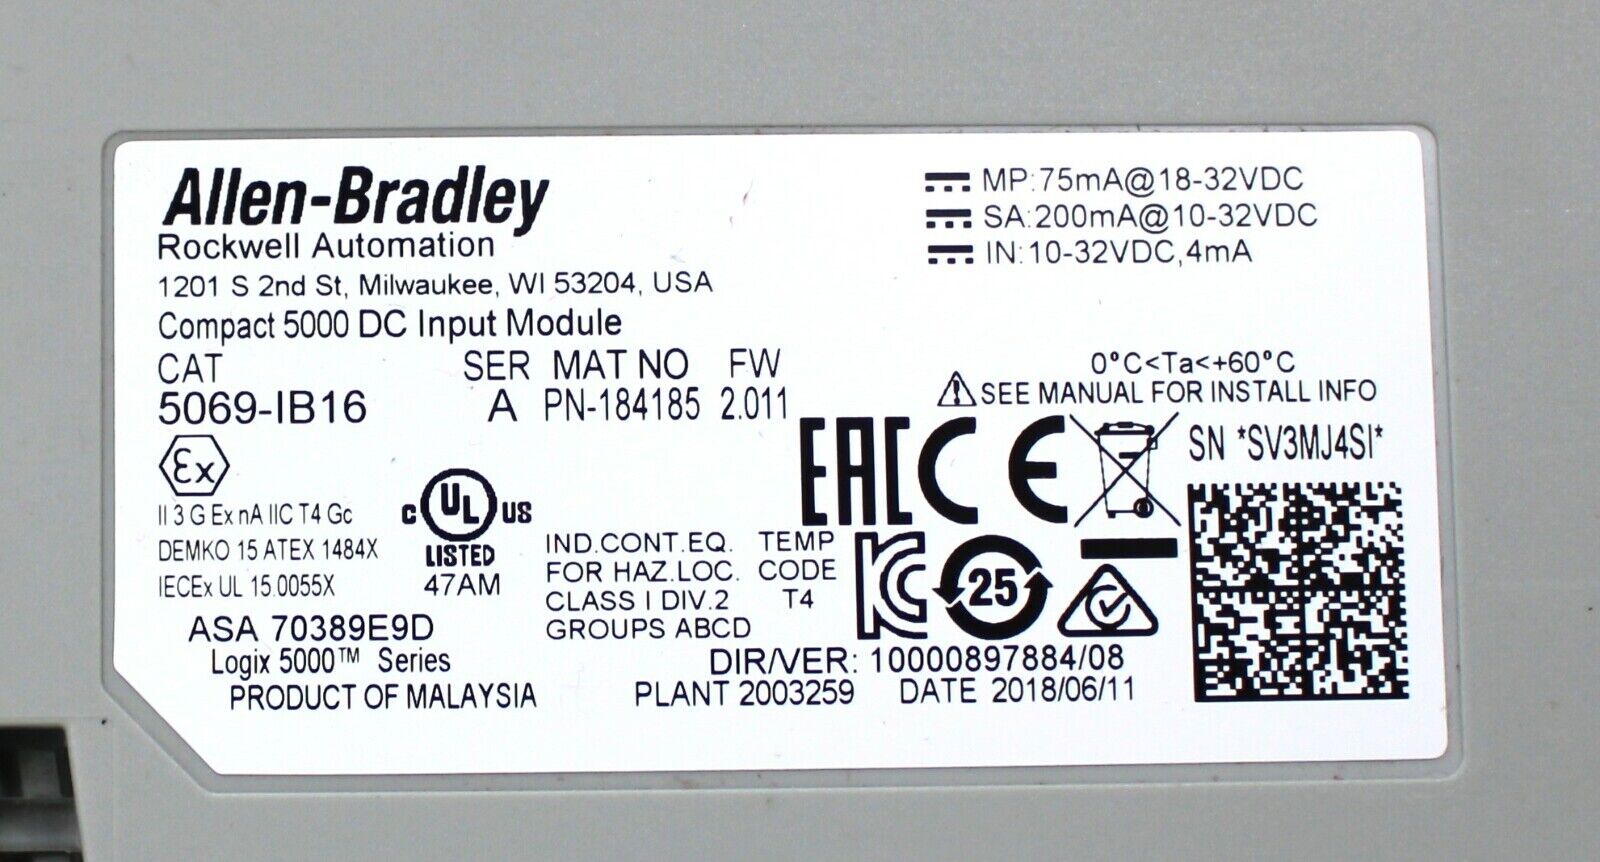 Allen-Bradley
Rockwell Automation
1201 S 2nd St, Milwaukee, WI 53204, USA
Compact 5000 DC Input Module
CAT SER MAT NO FW
5069-IB16 A PN-184185 2.011
MP:75mA@18-32VDC
SA:200mA@10-32VDC
IN:10-32VDC,4mA
0°C<Ta<+60°C
SEE MANUAL FOR INSTALL INFO
SN *SV3MJ4SI*
EAC CE
Ex
II 3 G Ex nA IIC T4 Gc
DEMKO 15 ATEX 1484X
IECEx UL 15.0055X
c UL US
LISTED
47AM
IND.CONT.EQ. TEMP
FOR HAZ.LOC. CODE
CLASS I DIV.2 T4
GROUPS ABCD
KC 25
ASA 70389E9D
Logix 5000™ Series
PRODUCT OF MALAYSIA
DIR/VER: 10000897884/08
PLANT 2003259 DATE 2018/06/11